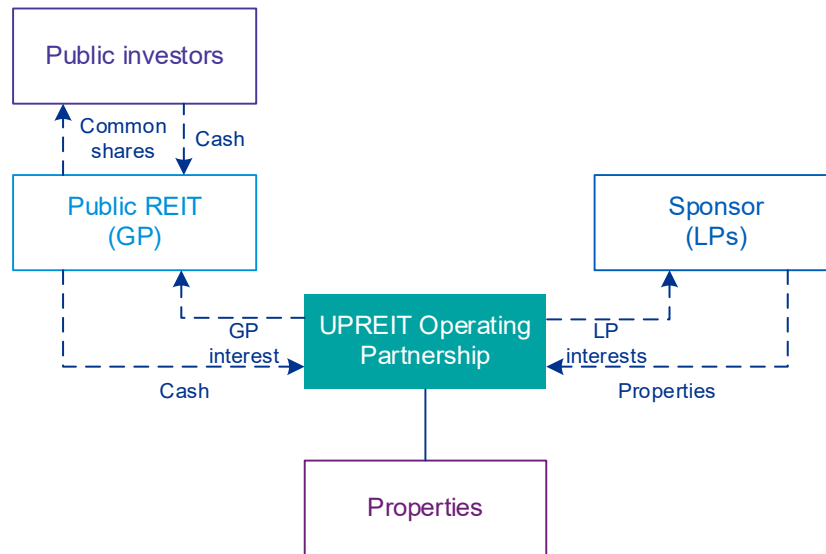 Public investors
Common
shares
Cash
Public REIT
(GP)
Sponsor
(LPs)
GP
interest
Cash
UPREIT Operating
Partnership
LP
interests
Properties
Properties